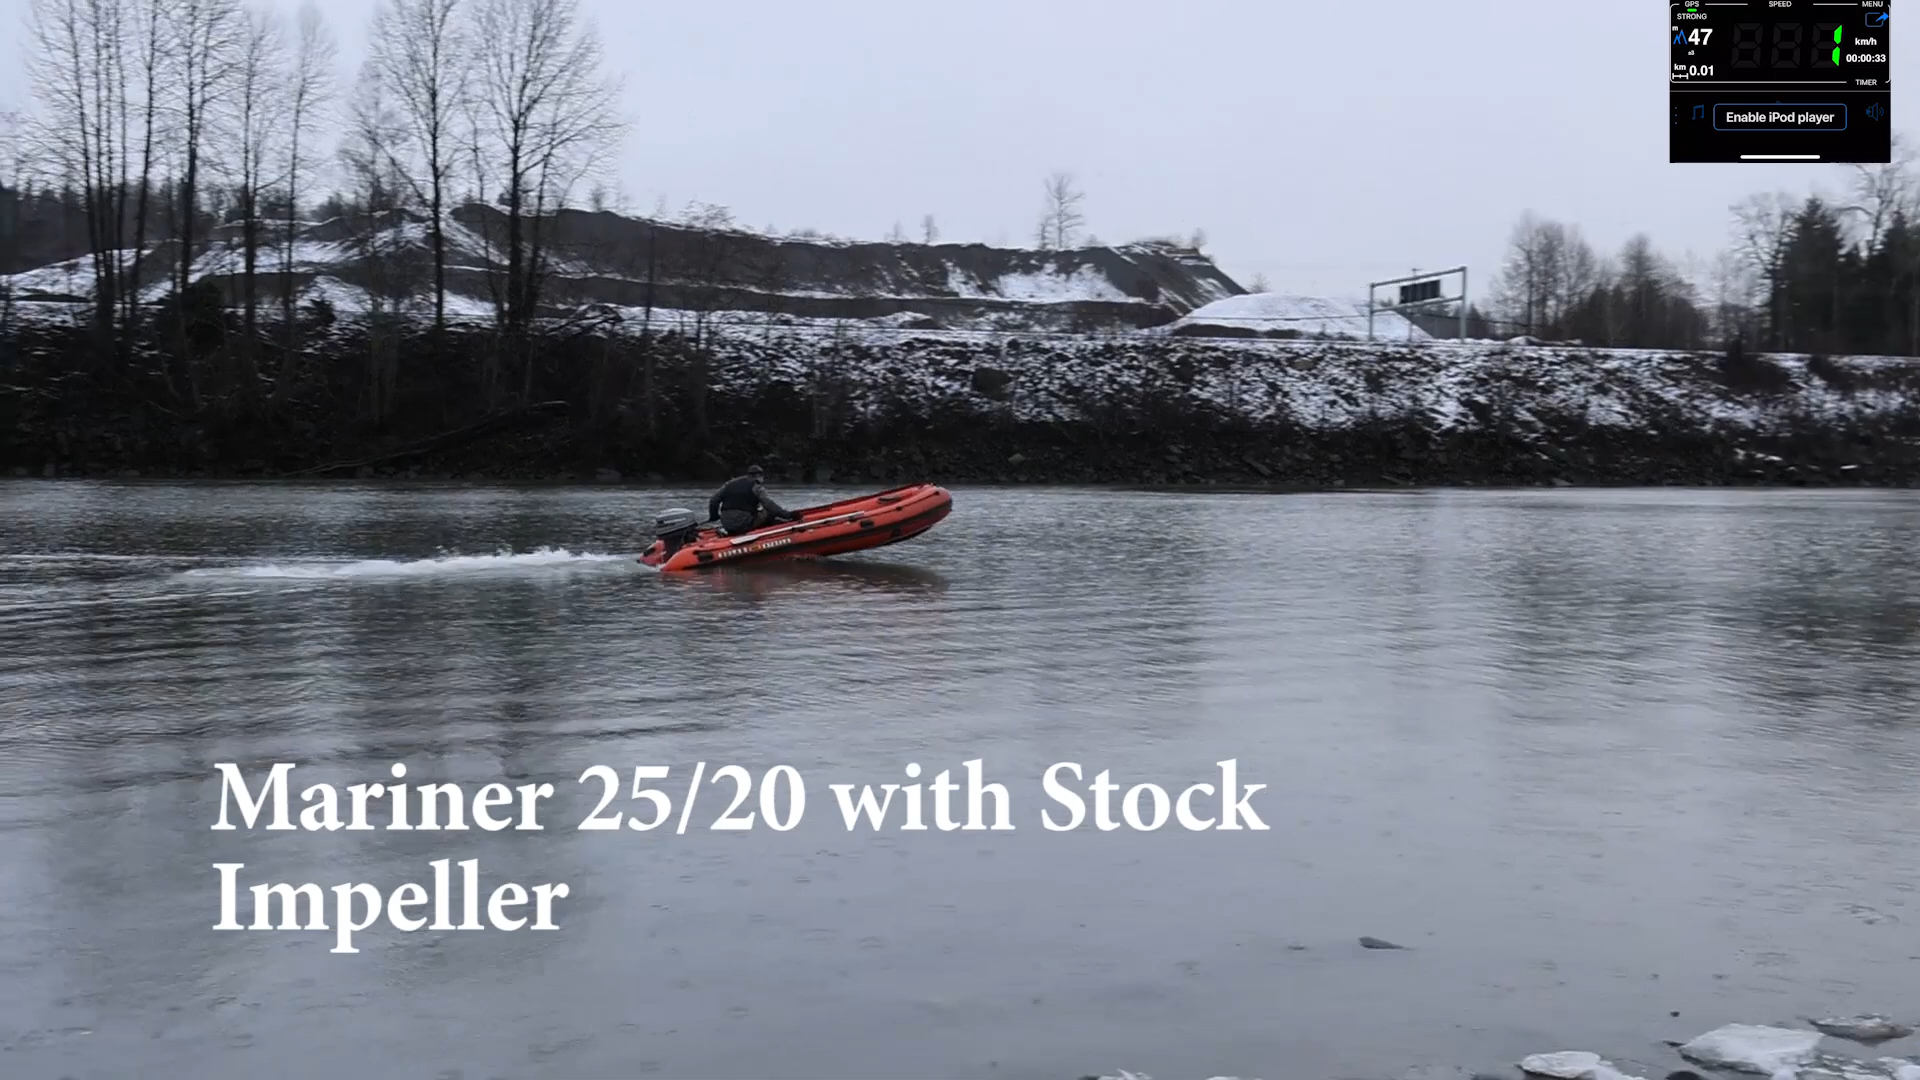 GPS SPEED MENU
STRONG
m 47 1 km/h
00:00:33
km 0.01
TIMER
Enable iPod player
Mariner 25/20 with Stock
Impeller